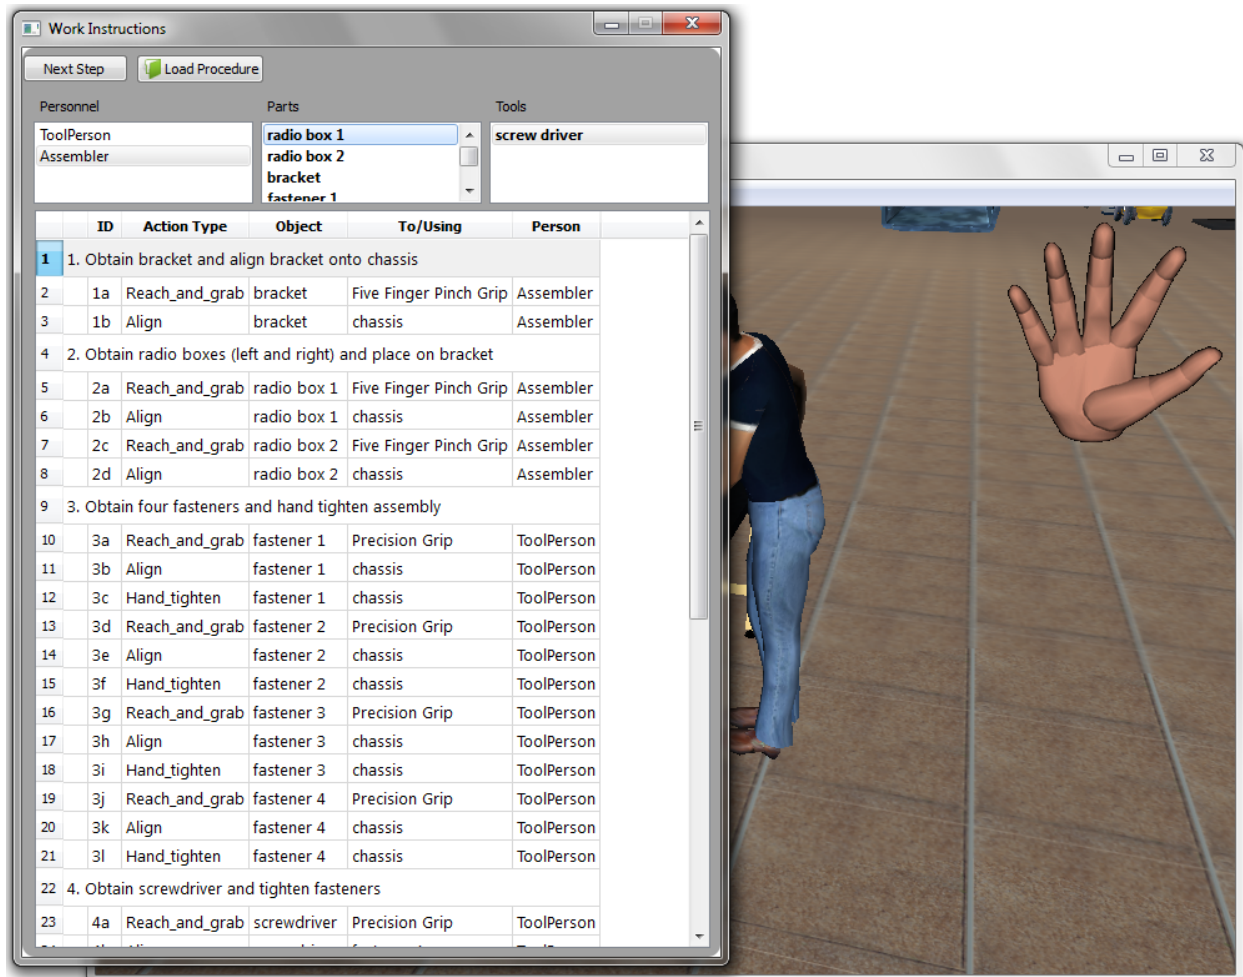 Work Instructions
Next Step Load Procedure
Personnel Parts Tools
ToolPerson radio box 1 screw driver
Assembler radio box 2
bracket
fastener 1
ID Action Type Object To/Using Person
1 1. Obtain bracket and align bracket onto chassis
2 1a Reach_and_grab bracket Five Finger Pinch Grip Assembler
3 1b Align bracket chassis Assembler
4 2. Obtain radio boxes (left and right) and place on bracket
5 2a Reach_and_grab radio box 1 Five Finger Pinch Grip Assembler
6 2b Align radio box 1 chassis Assembler
7 2c Reach_and_grab radio box 2 Five Finger Pinch Grip Assembler
8 2d Align radio box 2 chassis Assembler
9 3. Obtain four fasteners and hand tighten assembly
10 3a Reach_and_grab fastener 1 Precision Grip ToolPerson
11 3b Align fastener 1 chassis ToolPerson
12 3c Hand_tighten fastener 1 chassis ToolPerson
13 3d Reach_and_grab fastener 2 Precision Grip ToolPerson
14 3e Align fastener 2 chassis ToolPerson
15 3f Hand_tighten fastener 2 chassis ToolPerson
16 3g Reach_and_grab fastener 3 Precision Grip ToolPerson
17 3h Align fastener 3 chassis ToolPerson
18 3i Hand_tighten fastener 3 chassis ToolPerson
19 3j Reach_and_grab fastener 4 Precision Grip ToolPerson
20 3k Align fastener 4 chassis ToolPerson
21 3l Hand_tighten fastener 4 chassis ToolPerson
22 4. Obtain screwdriver and tighten fasteners
23 4a Reach_and_grab screwdriver Precision Grip ToolPerson